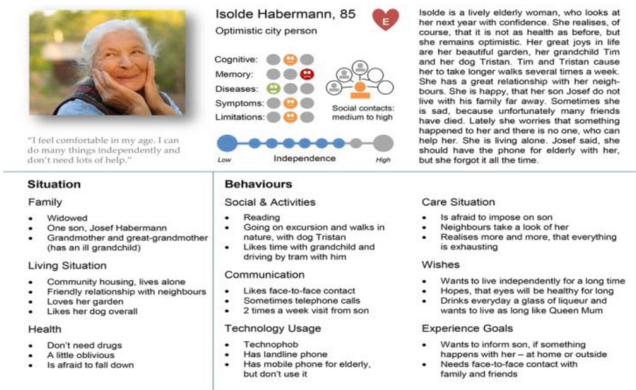 Isolde Habermann, 85
Optimistic city person
E
Cognitive:
Memory:
Diseases:
Symptoms:
Limitations:
Social contacts:
medium to high
Low
Independence
High
"I feel comfortable in my age. I can
do many things independently and
don't need lots of help."
Isolde is a lively elderly woman, who looks at
her next year with confidence. She realises, of
course, that it is not as health as before, but
she remains optimistic. Her great joys in life
are her beautiful garden, her grandchild Tim
and her dog Tristan. Tim and Tristan cause
her to take longer walks several times a week.
She has a great relationship with her neigh-
bours. She is happy, that her son Josef do not
live with his family far away. Sometimes she
is sad, because unfortunately many friends
have died. Lately she worries that something
happened to her and there is no one, who can
help her. She is living alone. Josef said, she
should have the phone for elderly with her,
but she forgot it all the time.
Situation
Family
• Widowed
• One son, Josef Habermann
• Grandmother and great-grandmother
(has an ill grandchild)
Living Situation
• Community housing, lives alone
• Friendly relationship with neighbours
• Loves her garden
• Likes her dog overall
Health
• Don't need drugs
• A little oblivious
• Is afraid to fall down
Behaviours
Social & Activities
• Reading
• Going on excursion and walks in
nature, with dog Tristan
• Likes time with grandchild and
driving by tram with him
Communication
• Likes face-to-face contact
• Sometimes telephone calls
• 2 times a week visit from son
Technology Usage
• Technophob
• Has landline phone
• Has mobile phone for elderly,
but don't use it
Care Situation
• Is afraid to impose on son
• Neighbours take a look of her
• Realises more and more, that everything
is exhausting
Wishes
• Wants to live independently for a long time
• Hopes, that eyes will be healthy for long
• Drinks everyday a glass of liqueur and
wants to live as long like Queen Mum
Experience Goals
• Wants to inform son, if something
happens with her – at home or outside
• Needs face-to-face contact with
family and friends